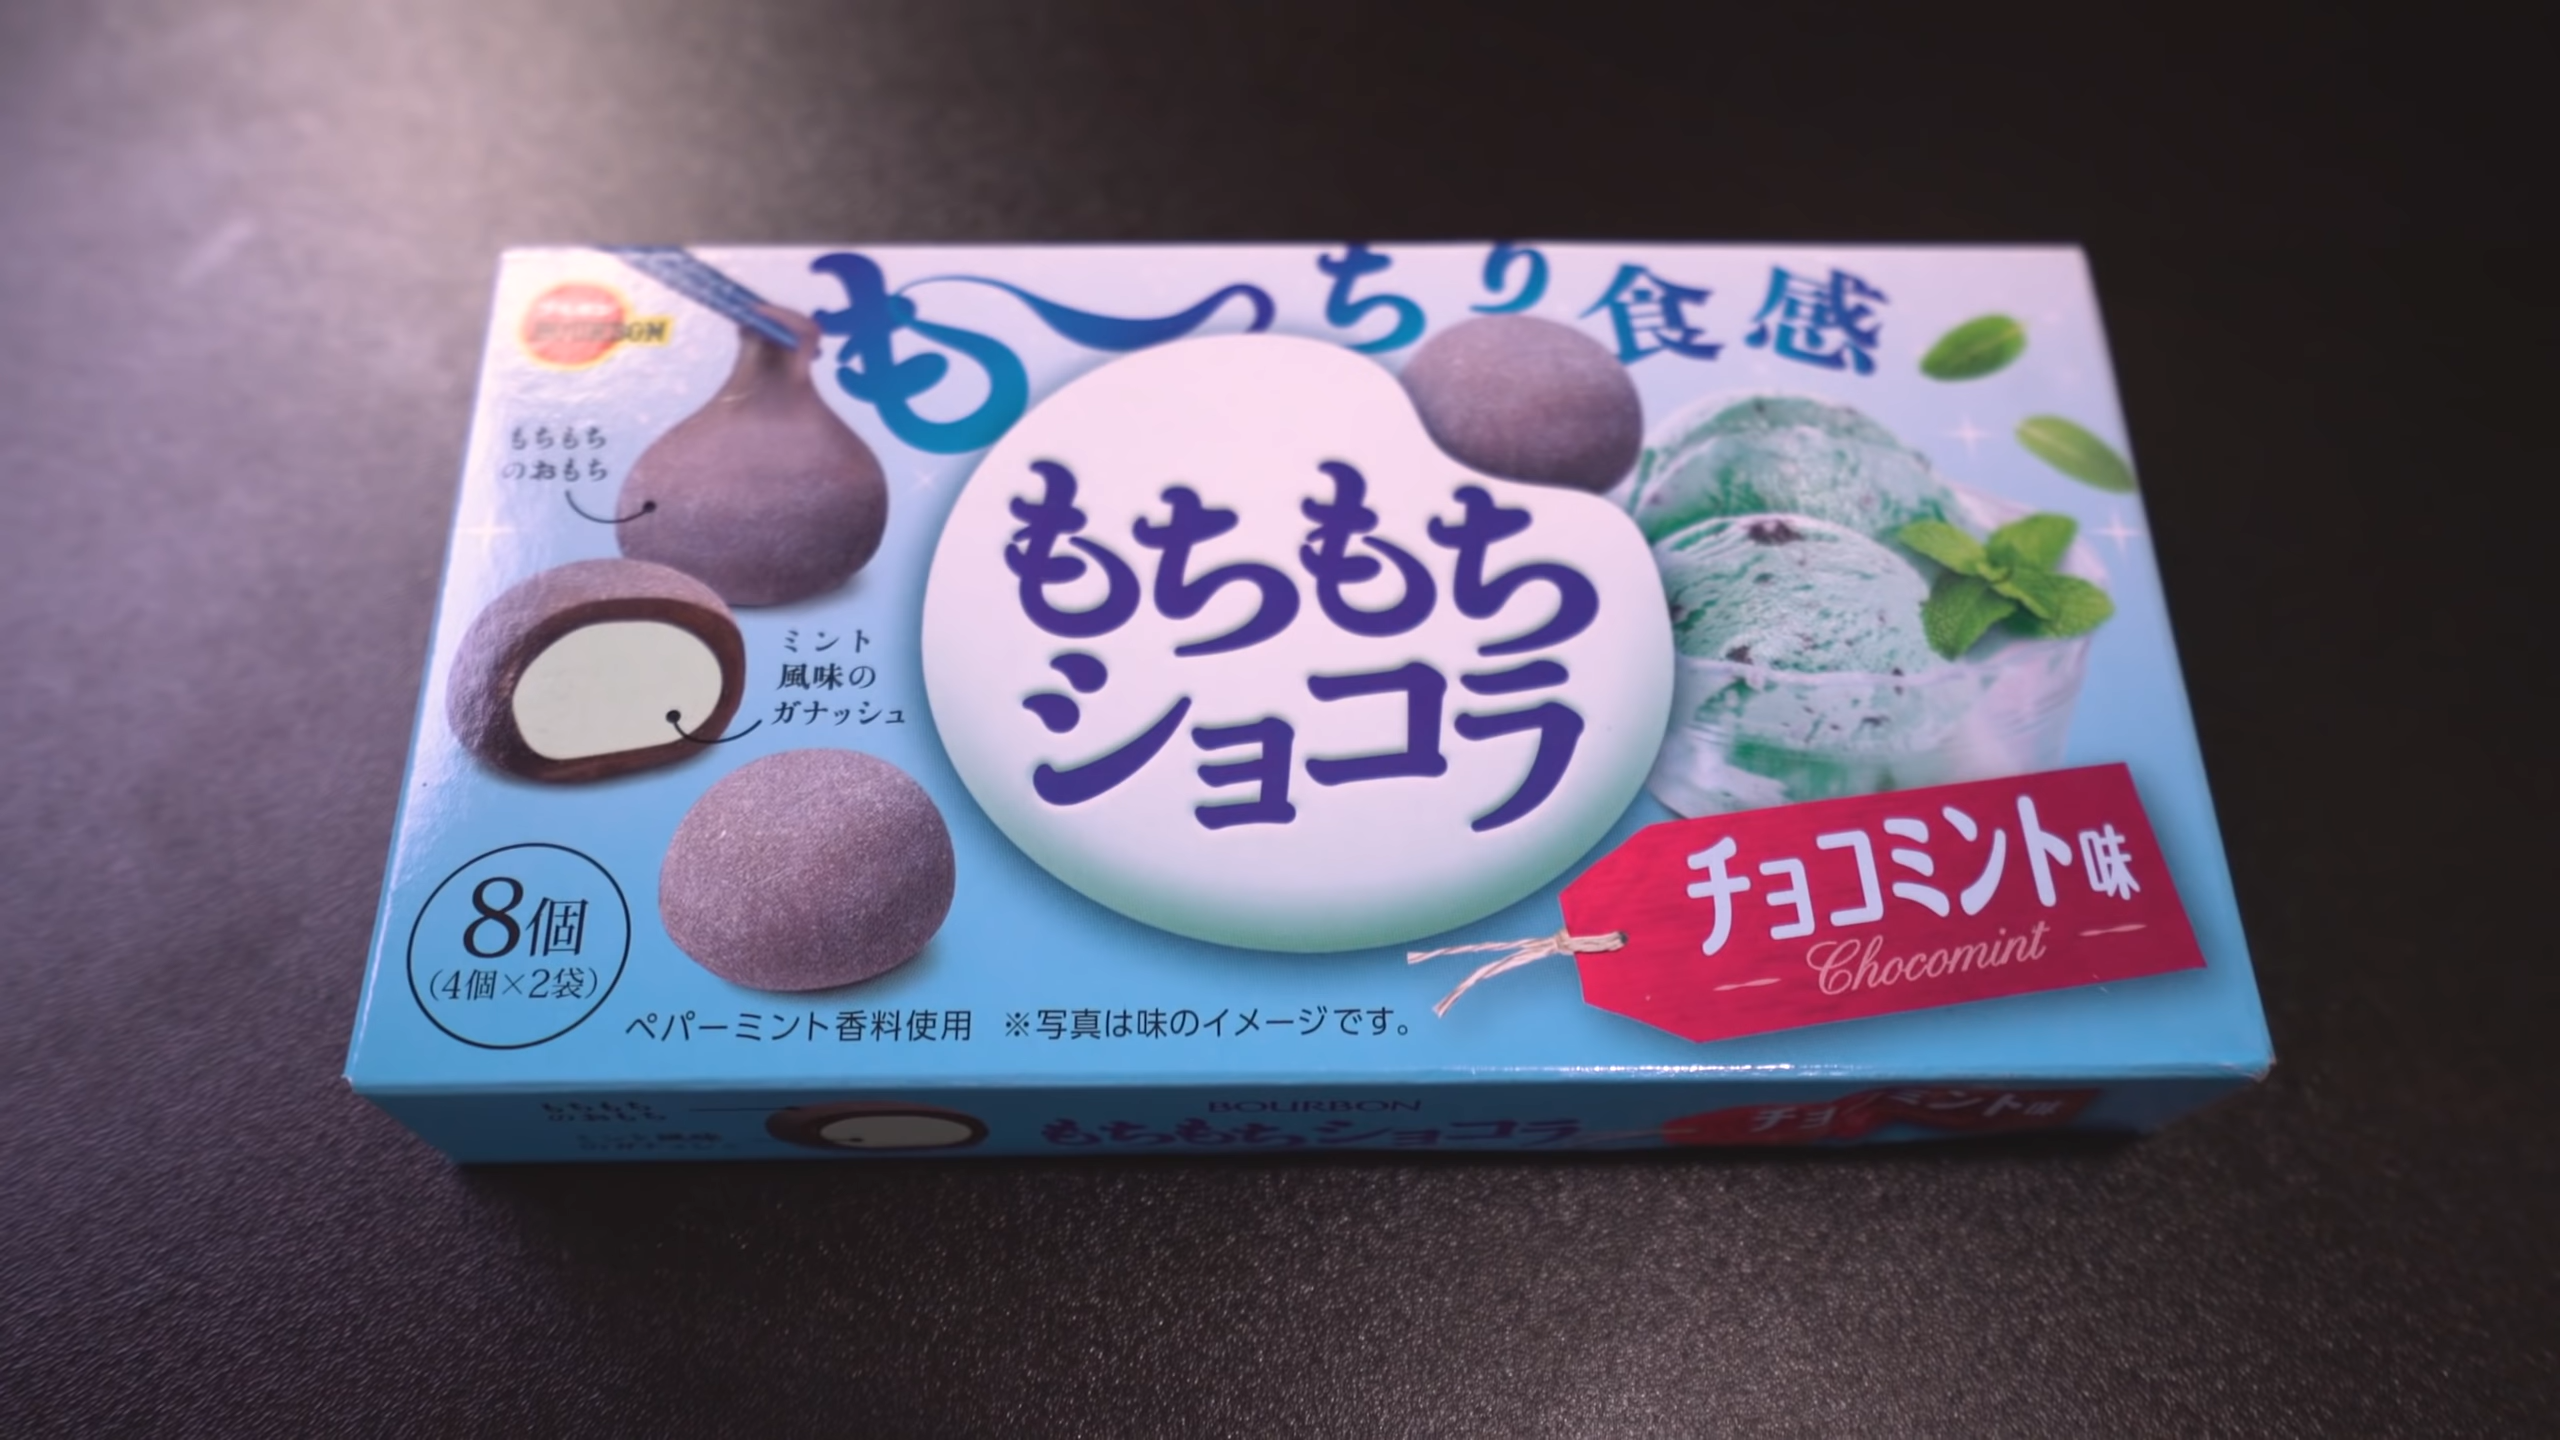 も〜っちり食感
BOURBON
もちもち
のおもち
もちもち
ショコラ
ミント
風味の
ガナッシュ
チョコミント味
Chocomint
8個
(4個×2袋)
ペパーミント香料使用 ※写真は味のイメージです。
BOURBON
もちもちショコラ